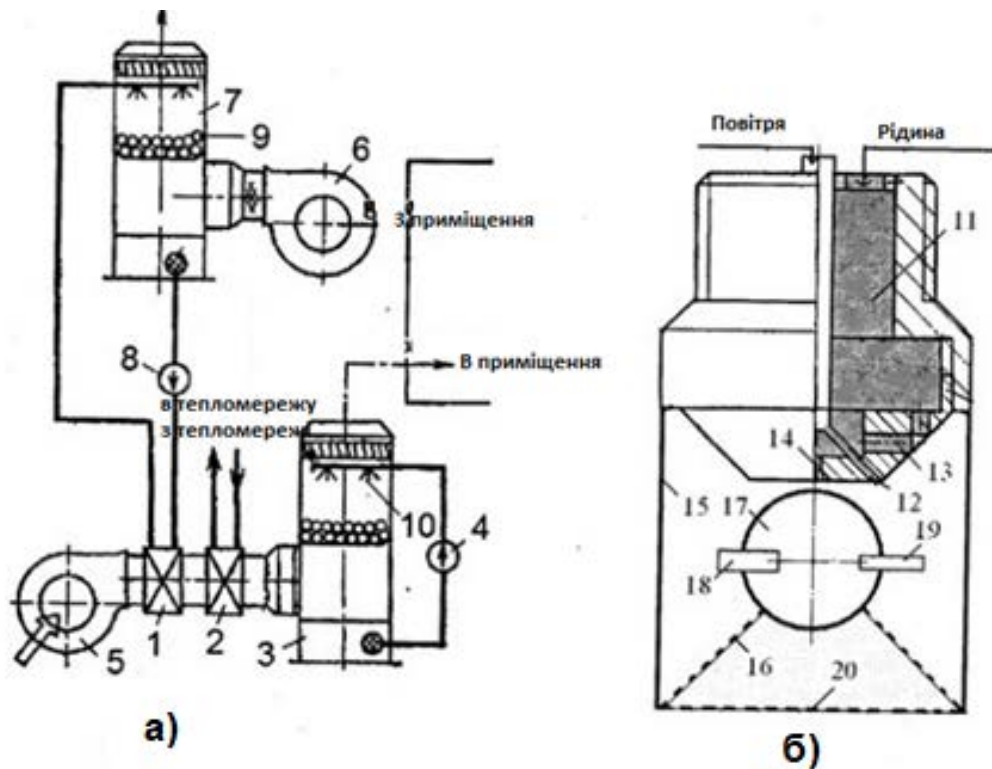 7
9
6
З приміщення
8
В приміщення
в тепломережу
з тепломережі
10
4
5
1
2
3
а)
Повітря
Рідина
11
14
13
12
15
17
19
18
16
20
б)